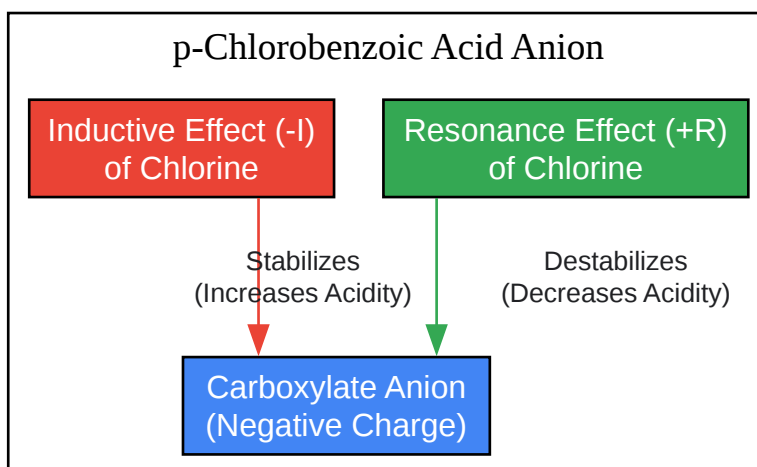 p-Chlorobenzoic Acid Anion
Inductive Effect (-I)
of Chlorine
Resonance Effect (+R)
of Chlorine
Stabilizes
(Increases Acidity)
Destabilizes
(Decreases Acidity)
Carboxylate Anion
(Negative Charge)